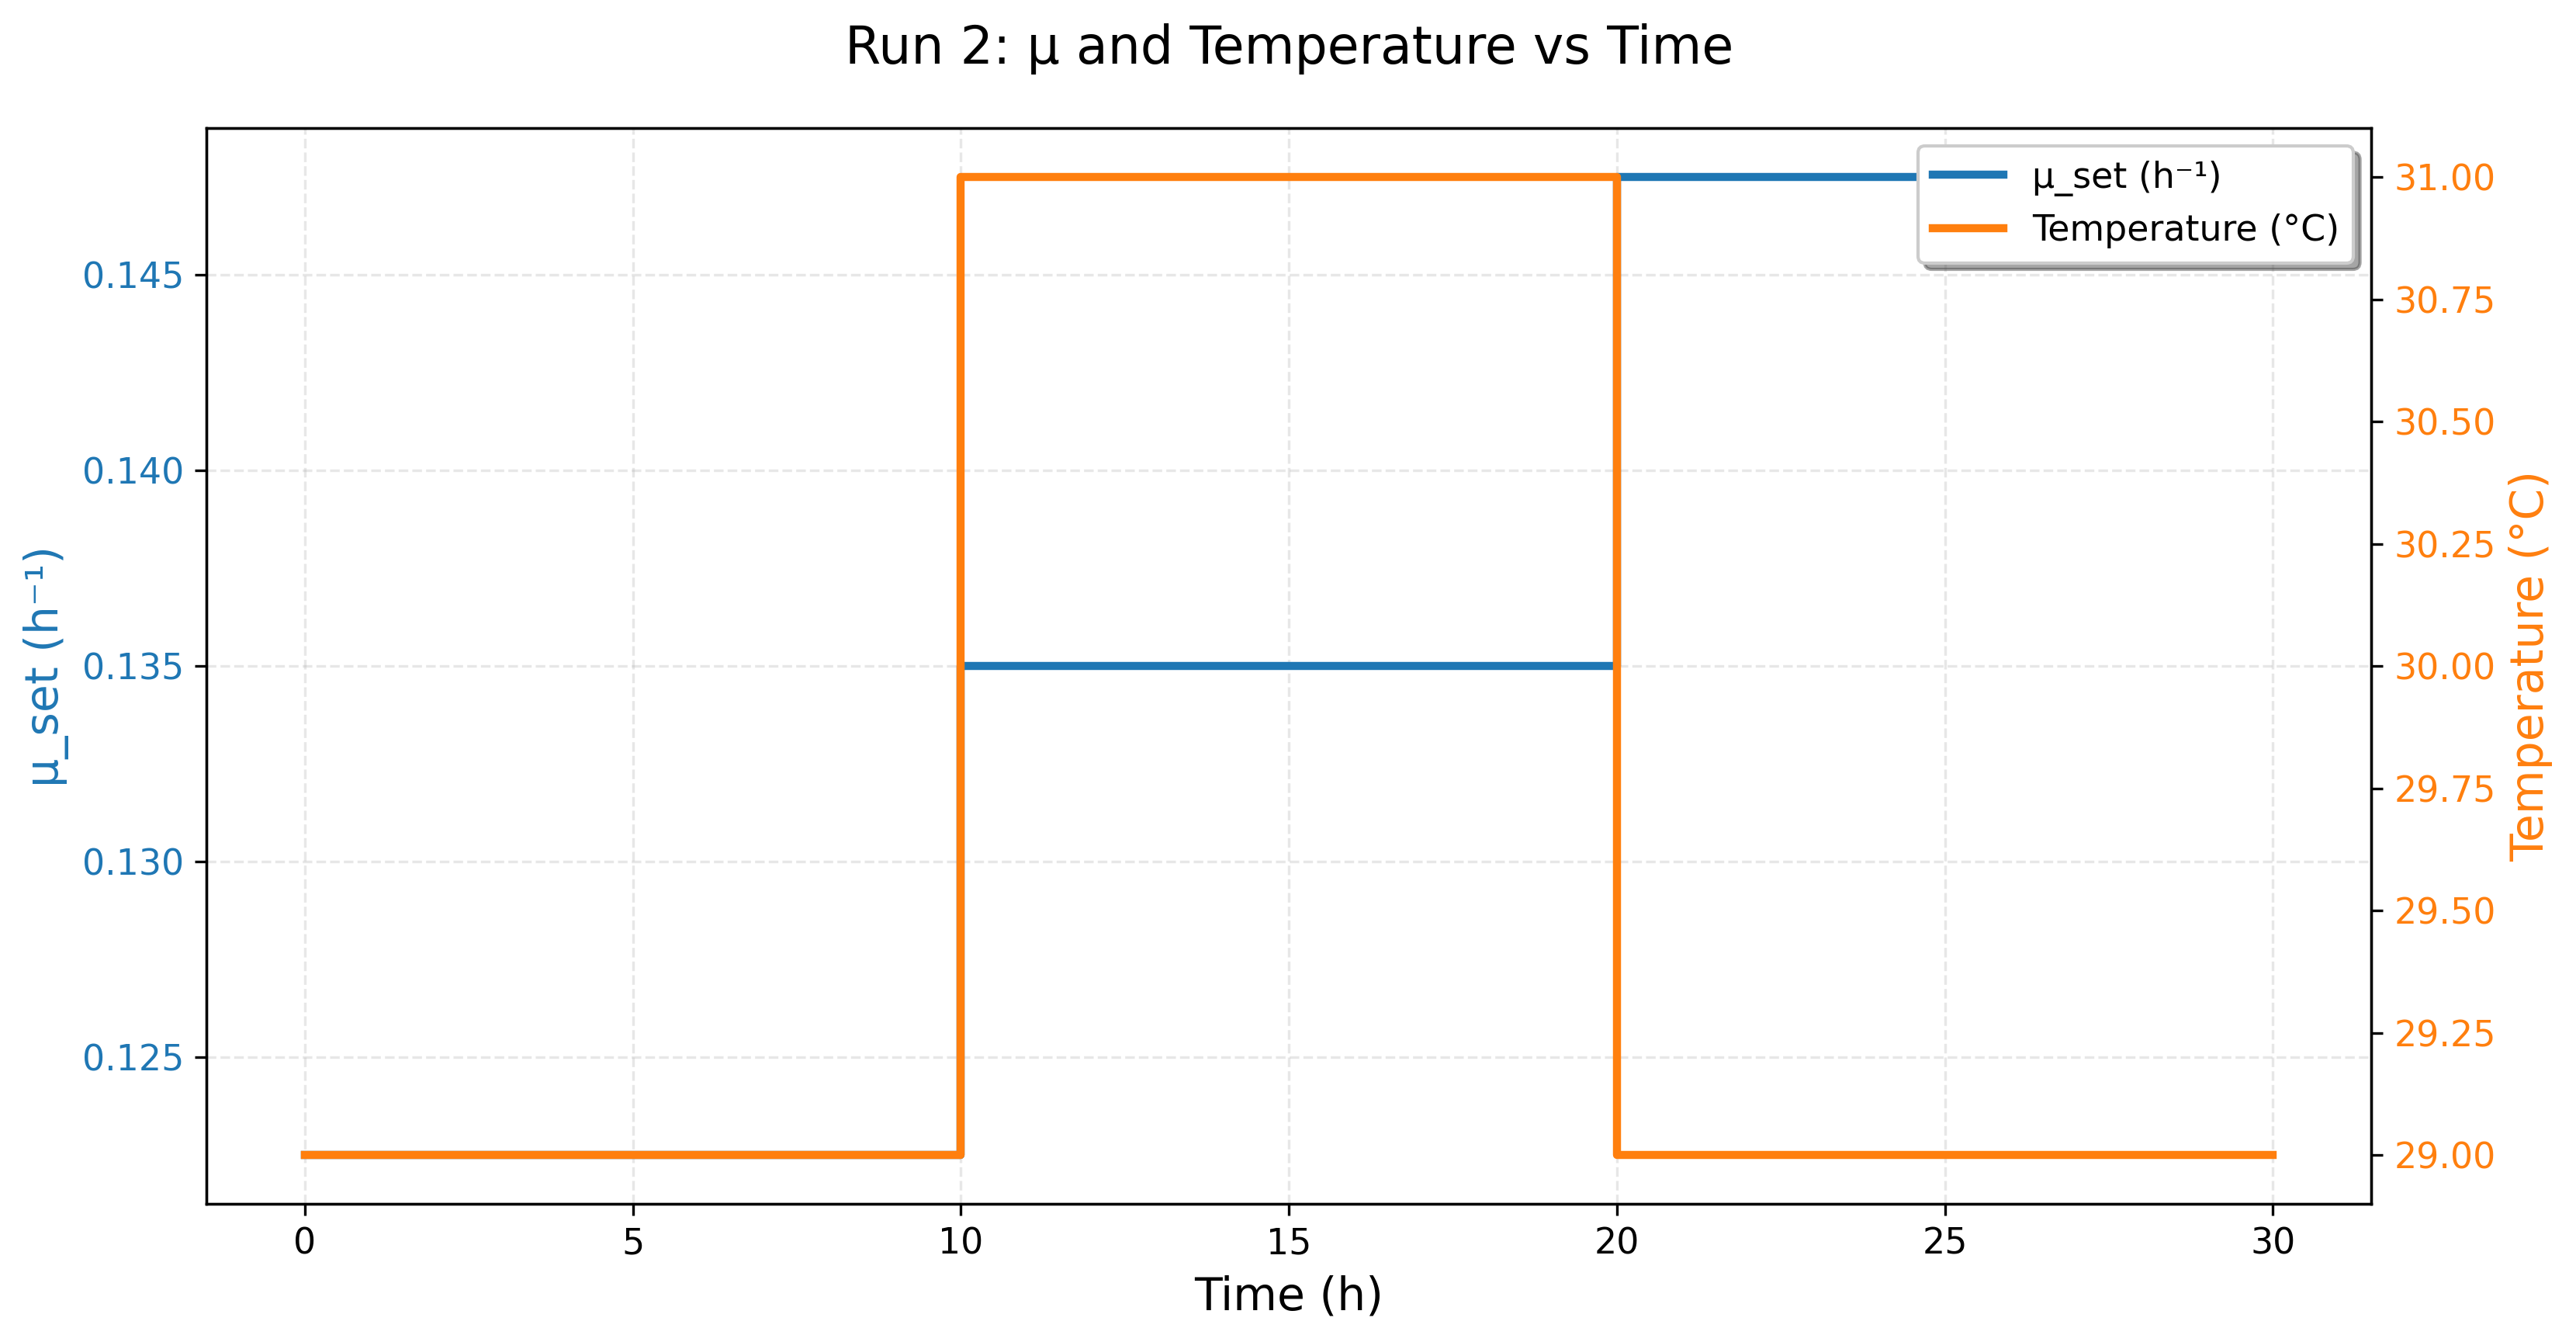 Run 2: μ and Temperature vs Time
μ_set (h⁻¹)
Temperature (°C)
0.145
0.140
0.135
0.130
0.125
μ_set (h⁻¹)
31.00
30.75
30.50
30.25
30.00
29.75
29.50
29.25
29.00
Temperature (°C)
0 5 10 15 20 25 30
Time (h)